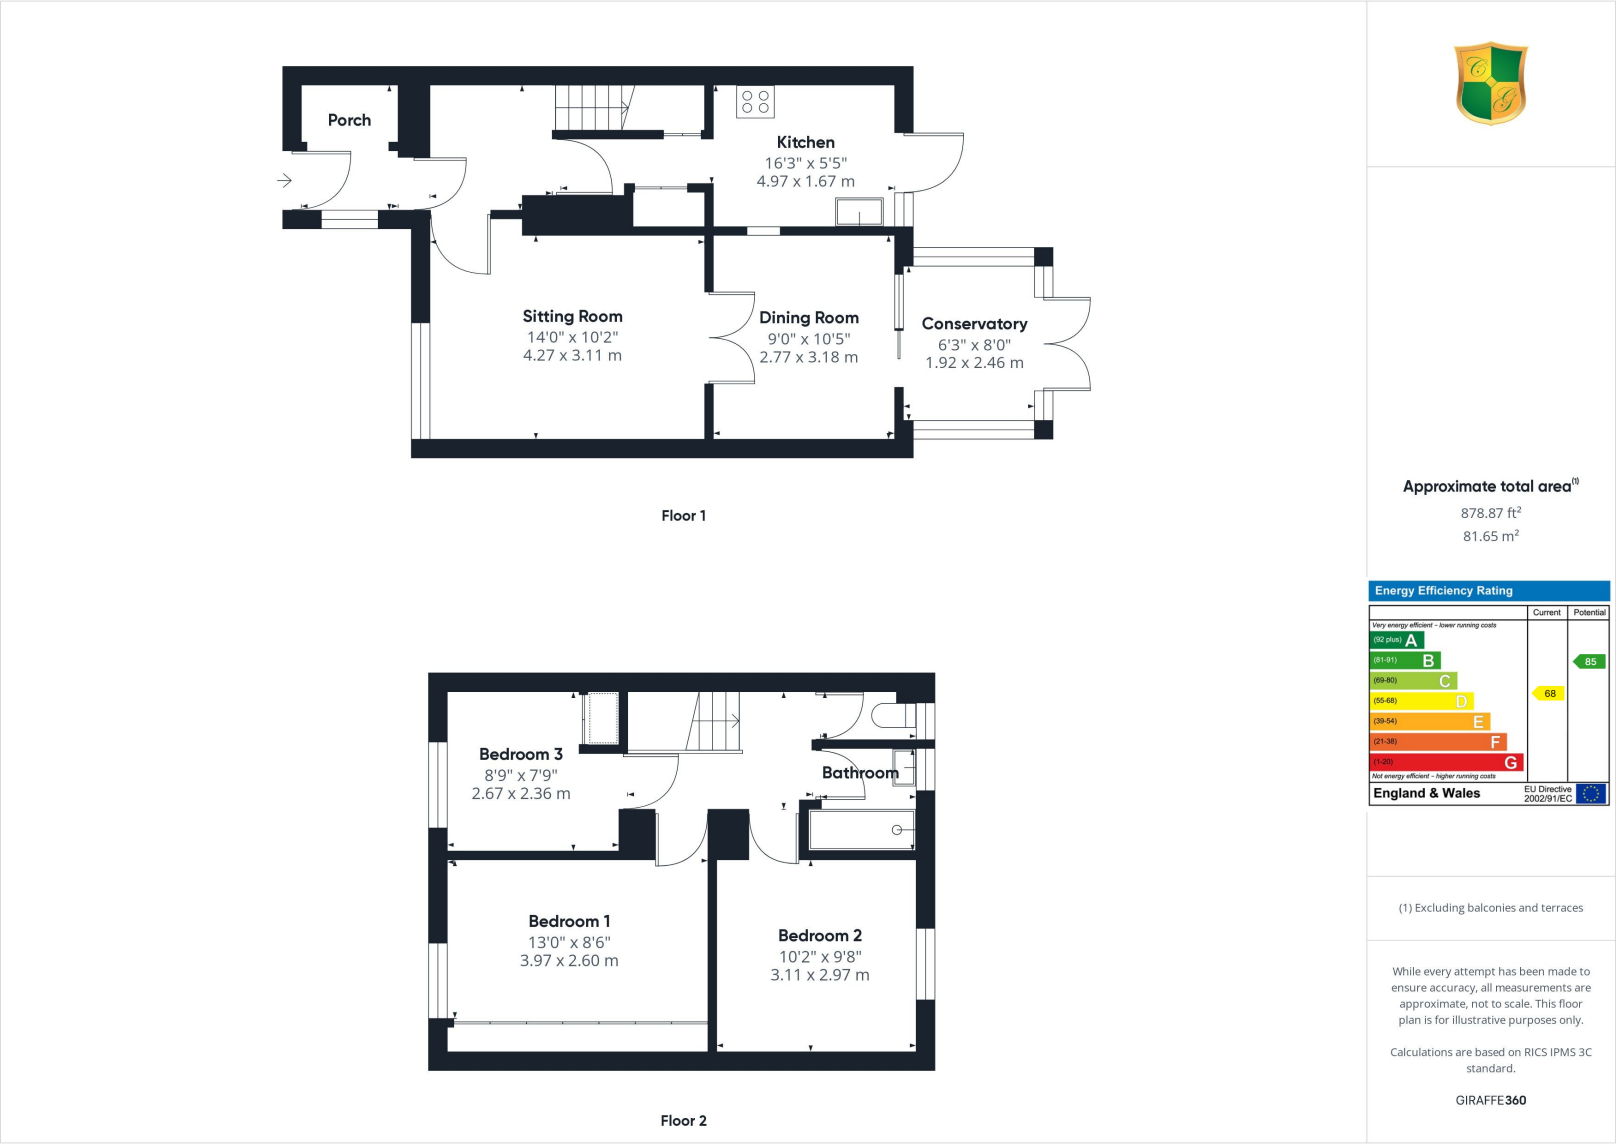 Porch
Kitchen
16'3" x 5'5"
4.97 x 1.67 m
Sitting Room
14'0" x 10'2"
4.27 x 3.11 m
Dining Room
9'0" x 10'5"
2.77 x 3.18 m
Conservatory
6'3" x 8'0"
1.92 x 2.46 m
Floor 1
Bedroom 3
8'9" x 7'9"
2.67 x 2.36 m
Bathroom
Bedroom 1
13'0" x 8'6"
3.97 x 2.60 m
Bedroom 2
10'2" x 9'8"
3.11 x 2.97 m
Floor 2
C
G
Approximate total area(1)
878.87 ft²
81.65 m²
Energy Efficiency Rating
Current Potential
Very energy efficient – lower running costs
(92 plus) A
(81-91) B
85
(69-80) C
(55-68) D
68
(39-54) E
(21-38) F
(1-20) G
Not energy efficient – higher running costs
England & Wales
EU Directive
2002/91/EC
(1) Excluding balconies and terraces
While every attempt has been made to
ensure accuracy, all measurements are
approximate, not to scale. This floor
plan is for illustrative purposes only.
Calculations are based on RICS IPMS 3C
standard.
GIRAFFE360